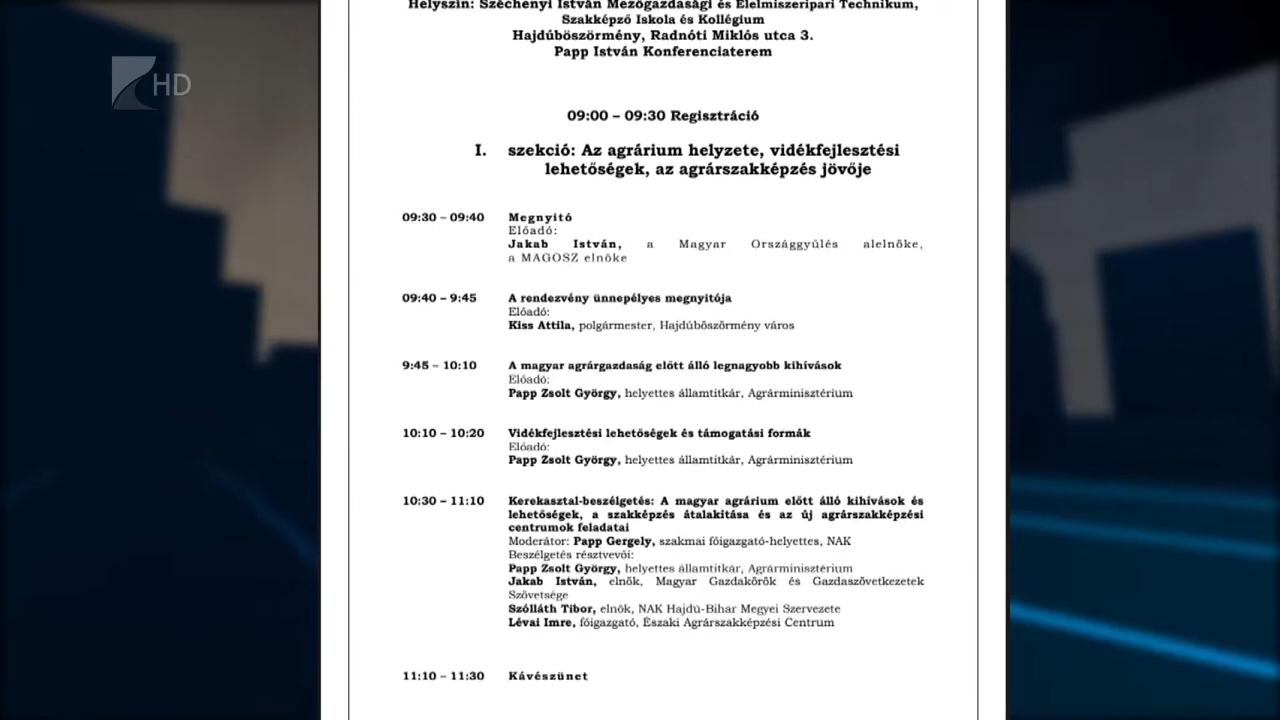 Helyszín: Széchenyi István Mezőgazdasági és Élelmiszeripari Technikum,
Szakképző Iskola és Kollégium
Hajdúböszörmény, Radnóti Miklós utca 3.
Papp István Konferenciaterem
HD
09:00 – 09:30 Regisztráció
I. szekció: Az agrárium helyzete, vidékfejlesztési
lehetőségek, az agrárszakképzés jövője
09:30 – 09:40 Megnyitó
Előadó:
Jakab István, a Magyar Országgyűlés alelnöke,
a MAGOSZ elnöke
09:40 – 9:45 A rendezvény ünnepélyes megnyitója
Előadó:
Kiss Attila, polgármester, Hajdúböszörmény város
9:45 – 10:10 A magyar agrárgazdaság előtt álló legnagyobb kihívások
Előadó:
Papp Zsolt György, helyettes államtitkár, Agrárminisztérium
10:10 – 10:20 Vidékfejlesztési lehetőségek és támogatási formák
Előadó:
Papp Zsolt György, helyettes államtitkár, Agrárminisztérium
10:30 – 11:10 Kerekasztal-beszélgetés: A magyar agrárium előtt álló kihívások és
lehetőségek, a szakképzés átalakítása és az új agrárszakképzési
centrumok feladatai
Moderátor: Papp Gergely, szakmai főigazgató-helyettes, NAK
Beszélgetés résztvevői:
Papp Zsolt György, helyettes államtitkár, Agrárminisztérium
Jakab István, elnök, Magyar Gazdakörök és Gazdaszövetkezetek
Szövetsége
Szólláth Tibor, elnök, NAK Hajdú-Bihar Megyei Szervezete
Lévai Imre, főigazgató, Északi Agrárszakképzési Centrum
11:10 – 11:30 Kávészünet